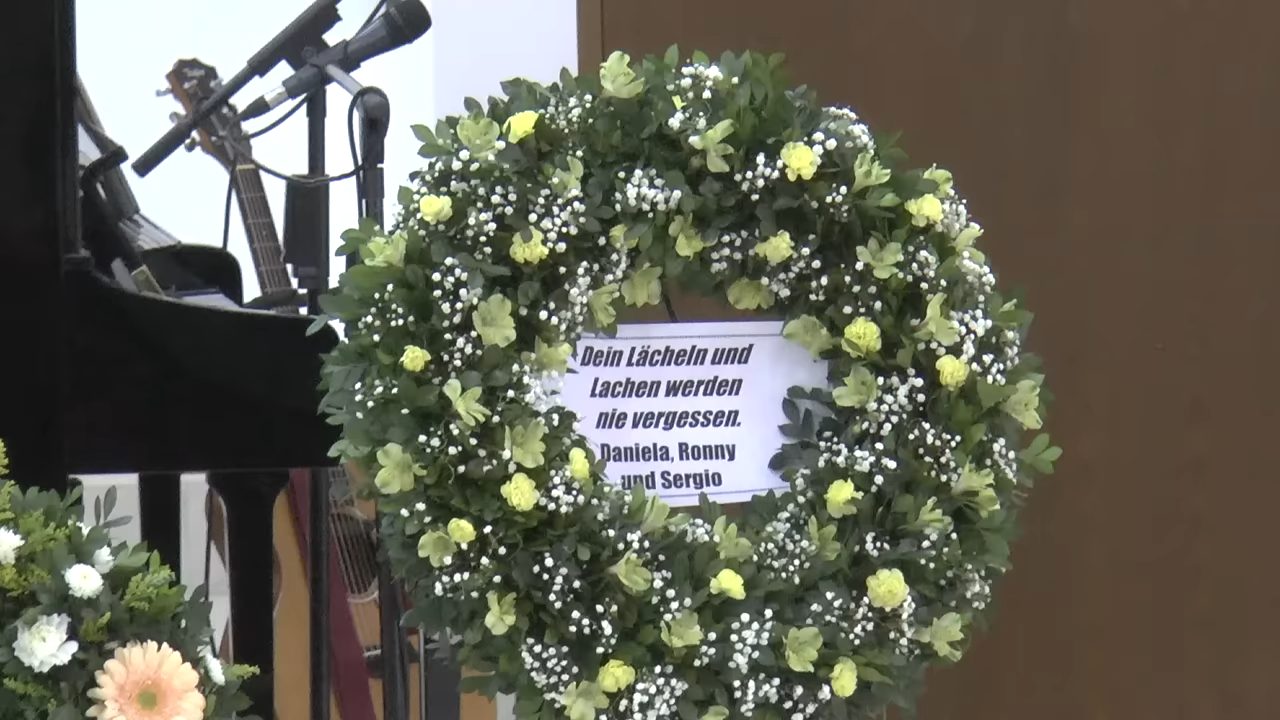 Dein Lächeln und
Lachen werden
nie vergessen.
Daniela, Ronny
und Sergio